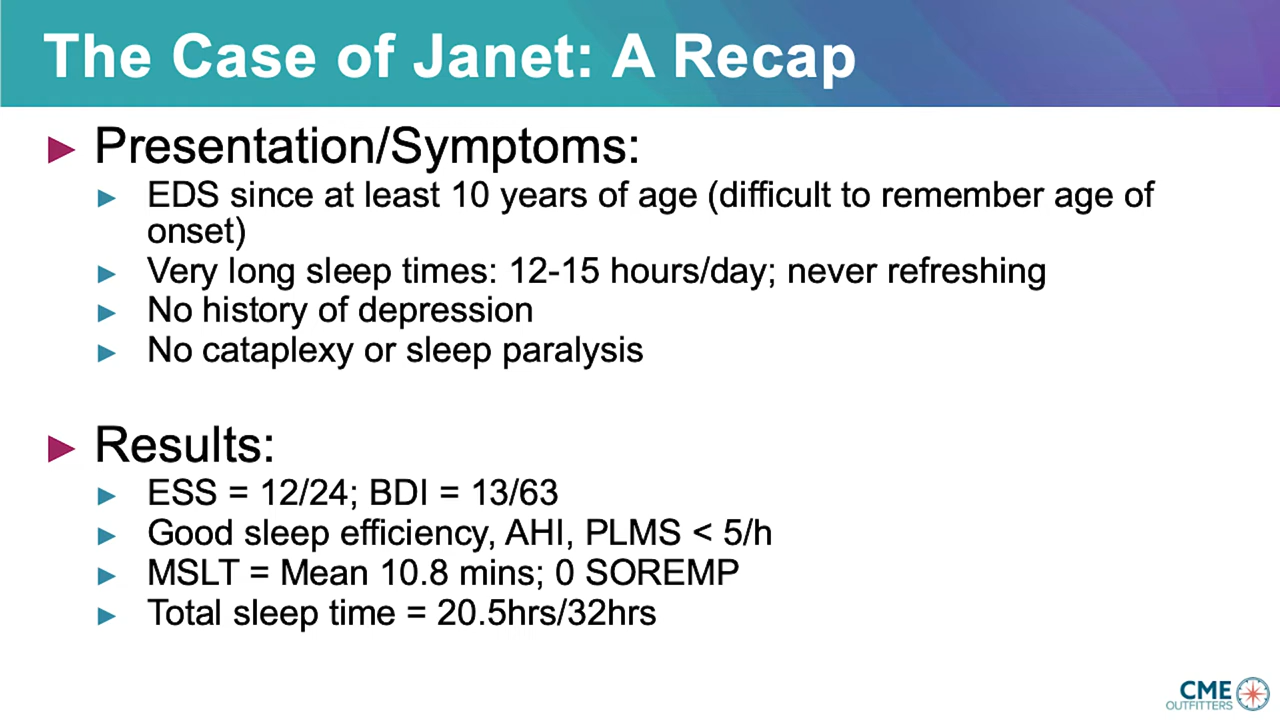 The Case of Janet: A Recap
Presentation/Symptoms:
EDS since at least 10 years of age (difficult to remember age of
onset)
Very long sleep times: 12-15 hours/day; never refreshing
No history of depression
No cataplexy or sleep paralysis
Results:
ESS = 12/24; BDI = 13/63
Good sleep efficiency, AHI, PLMS < 5/h
MSLT = Mean 10.8 mins; 0 SOREMP
Total sleep time = 20.5hrs/32hrs
CME
OUTFITTERS